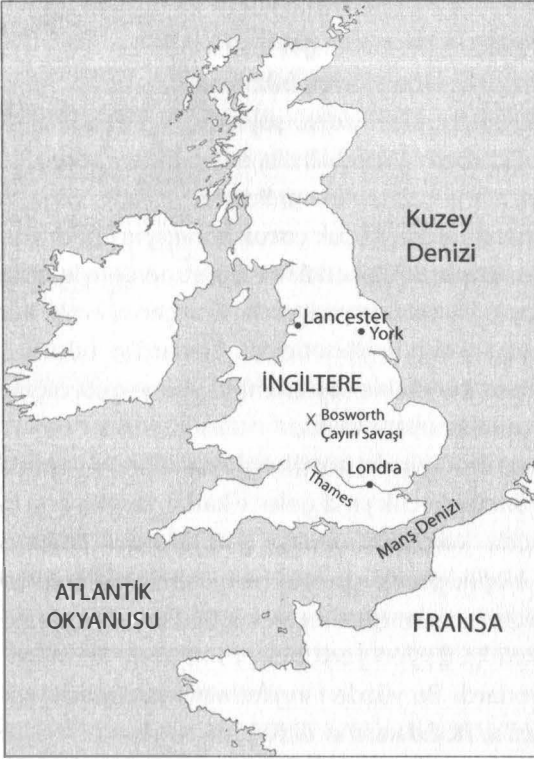 Kuzey
Denizi
Lancester
York
İNGİLTERE
Bosworth
Çayırı Savaşı
Londra
Thames
Manş Denizi
ATLANTİK
OKYANUSU
FRANSA